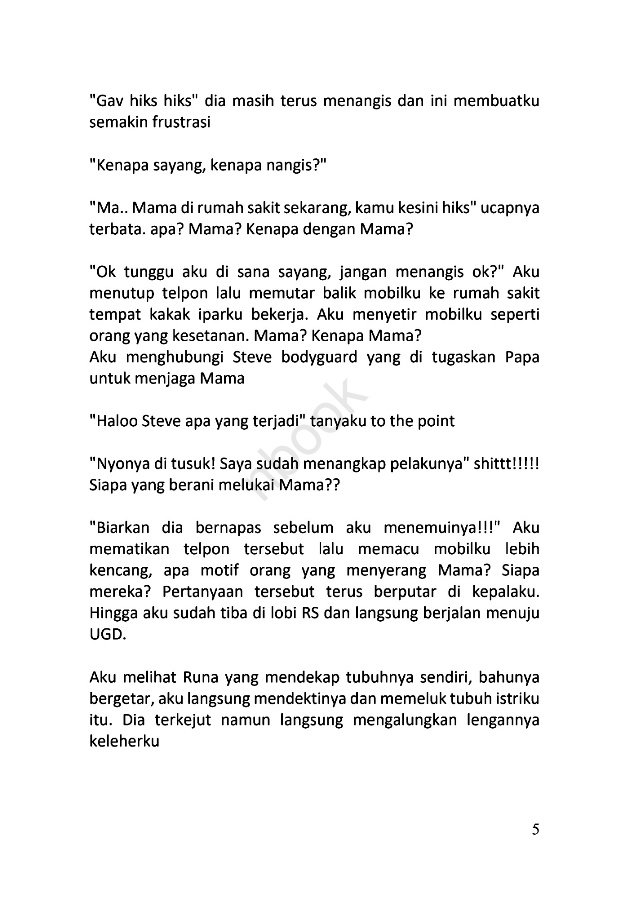 "Gav hiks hiks" dia masih terus menangis dan ini membuatku
semakin frustrasi
"Kenapa sayang, kenapa nangis?"
"Ma.. Mama di rumah sakit sekarang, kamu kesini hiks" ucapnya
terbata. apa? Mama? Kenapa dengan Mama?
"Ok tunggu aku di sana sayang, jangan menangis ok?" Aku
menutup telpon lalu memutar balik mobilku ke rumah sakit
tempat kakak iparku bekerja. Aku menyetir mobilku seperti
orang yang kesetanan. Mama? Kenapa Mama?
Aku menghubungi Steve bodyguard yang di tugaskan Papa
untuk menjaga Mama
"Haloo Steve apa yang terjadi" tanyaku to the point
"Nyonya di tusuk! Saya sudah menangkap pelakunya" shittt!!!!!
Siapa yang berani melukai Mama??
"Biarkan dia bernapas sebelum aku menemuinya!!!" Aku
mematikan telpon tersebut lalu memacu mobilku lebih
kencang, apa motif orang yang menyerang Mama? Siapa
mereka? Pertanyaan tersebut terus berputar di kepalaku.
Hingga aku sudah tiba di lobi RS dan langsung berjalan menuju
UGD.
Aku melihat Runa yang mendekap tubuhnya sendiri, bahunya
bergetar, aku langsung mendektinya dan memeluk tubuh istriku
itu. Dia terkejut namun langsung mengalungkan lengannya
keleherku
5